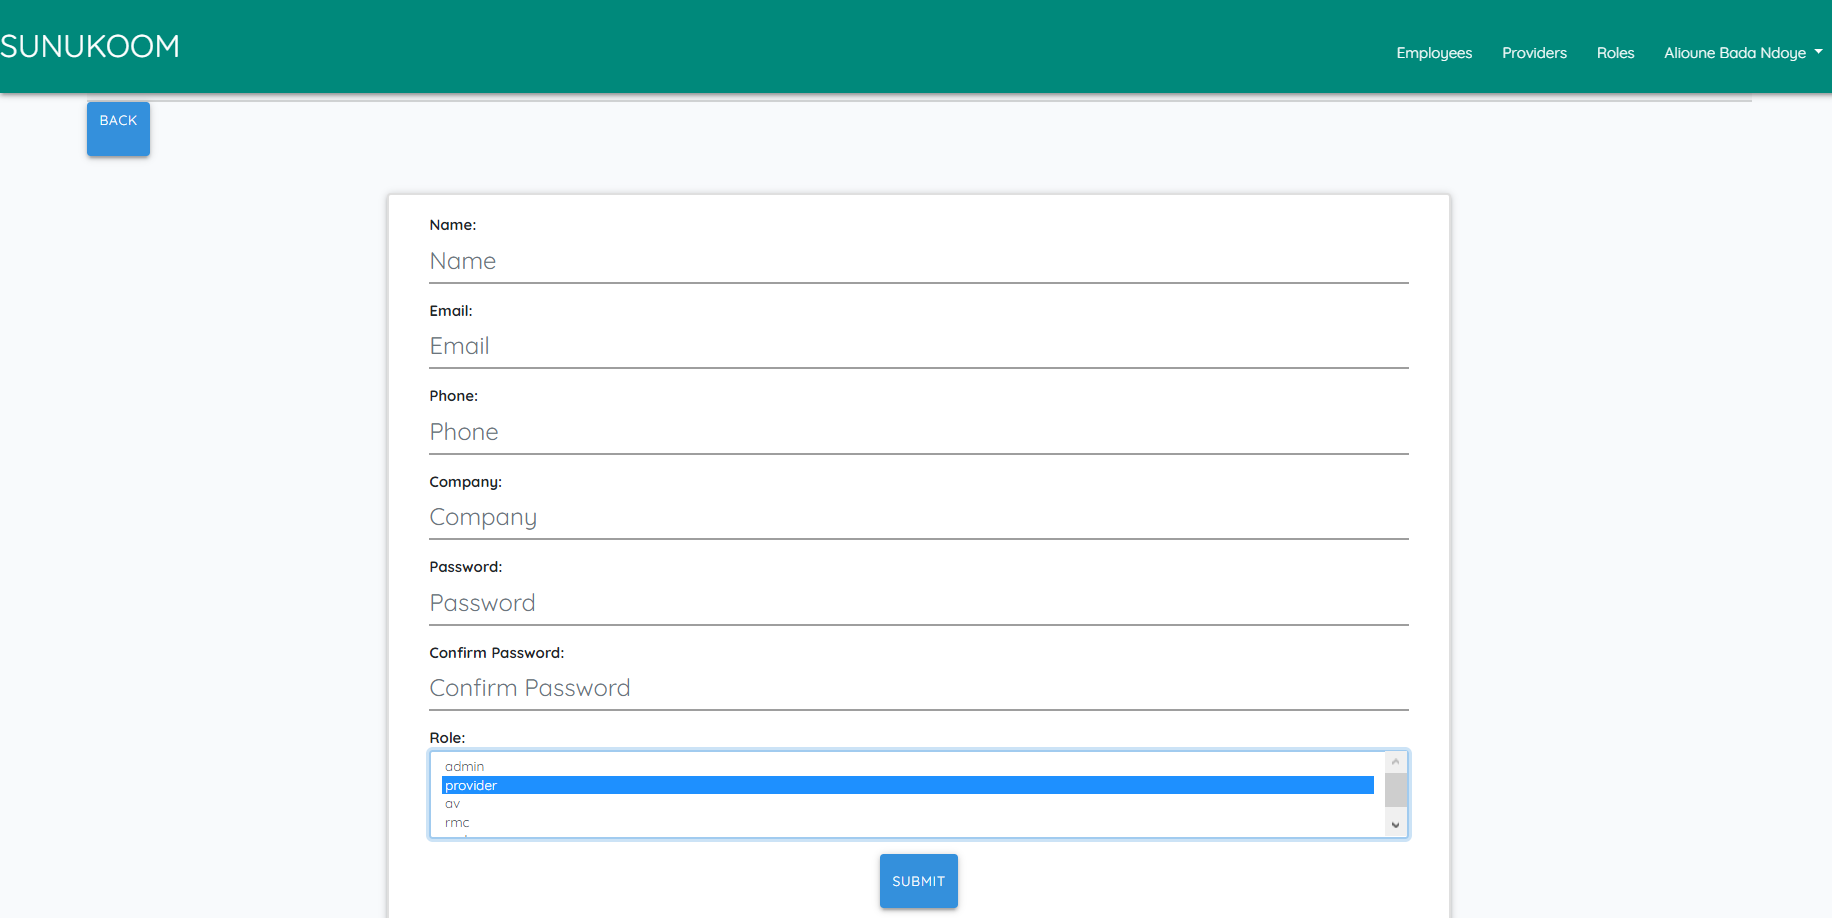 SUNUKOOM
Employees Providers Roles Alioune Bada Ndoye
BACK
Name:
Name
Email:
Email
Phone:
Phone
Company:
Company
Password:
Password
Confirm Password:
Confirm Password
Role:
admin
provider
av
rmc
SUBMIT